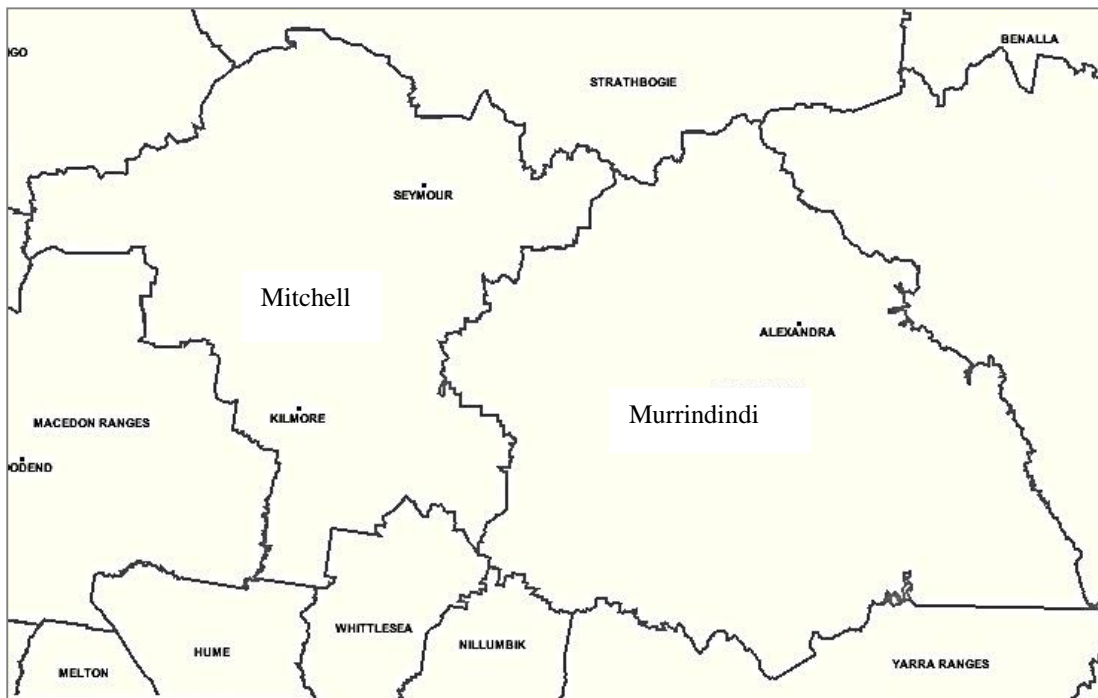 BENALLA
STRATHBOGIE
SEYMOUR
Mitchell
ALEXANDRA
Murrindindi
KILMORE
MACEDON RANGES
WHITTLESEA
NILLUMBIK
HUME
MELTON
YARRA RANGES